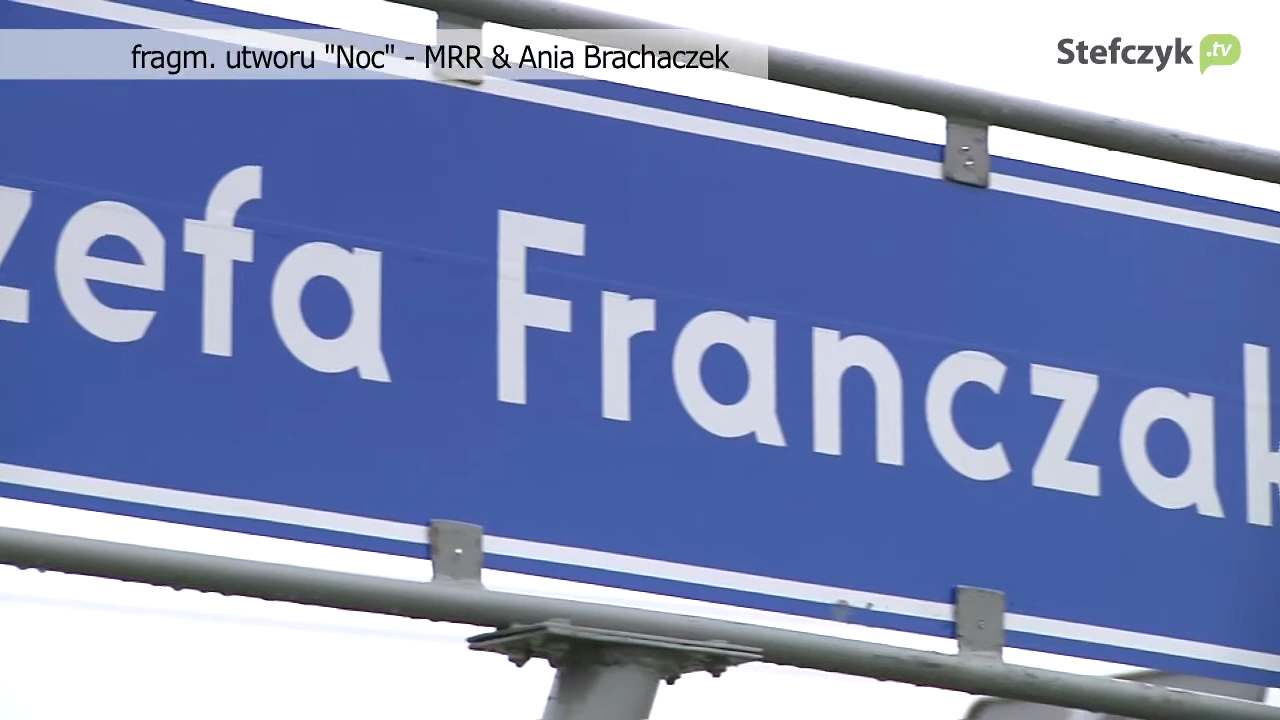 fragm. utworu "Noc" - MRR & Ania Brachaczek
Stefczyk.tv
zefa Franczak